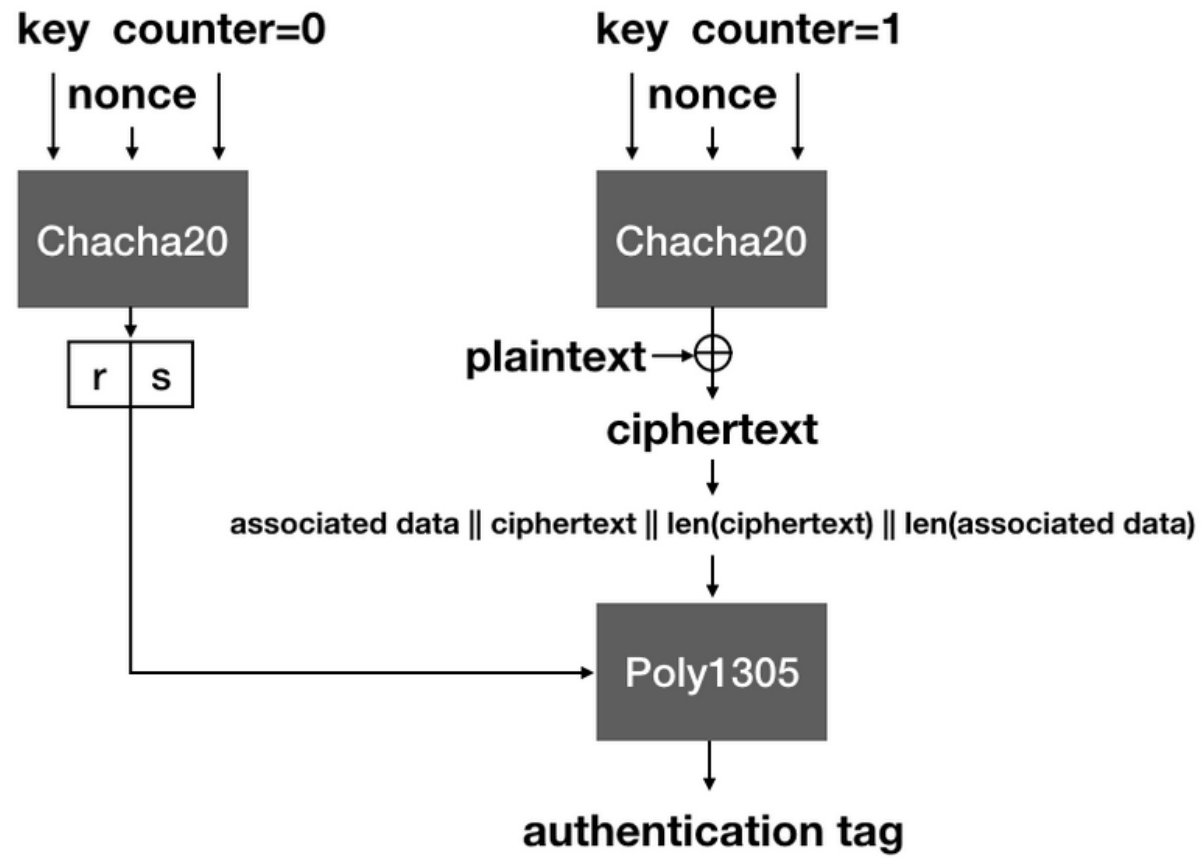 key counter=0
nonce
Chacha20
r s
key counter=1
nonce
Chacha20
plaintext
ciphertext
associated data || ciphertext || len(ciphertext) || len(associated data)
Poly1305
authentication tag